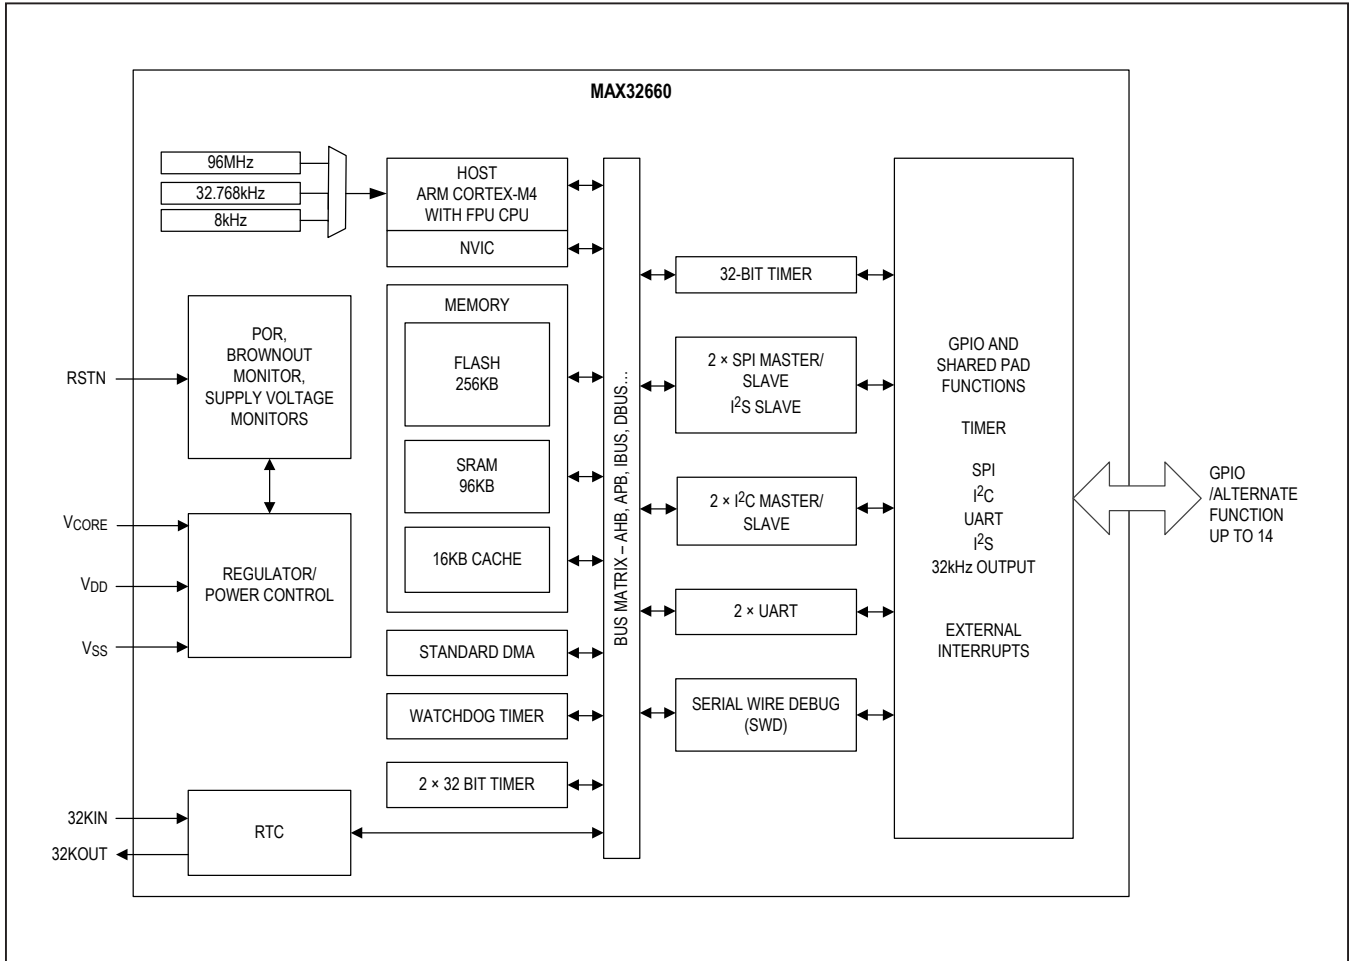 MAX32660
96MHz
32.768kHz
8kHz
HOST
ARM CORTEX-M4
WITH FPU CPU
NVIC
MEMORY
FLASH
256KB
SRAM
96KB
16KB CACHE
STANDARD DMA
WATCHDOG TIMER
2 × 32 BIT TIMER
POR,
BROWNOUT
MONITOR,
SUPPLY VOLTAGE
MONITORS
REGULATOR/
POWER CONTROL
RTC
RSTN
VCORE
VDD
VSS
32KIN
32KOUT
BUS MATRIX – AHB, APB, IBUS, DBUS...
32-BIT TIMER
2 × SPI MASTER/
SLAVE
I2S SLAVE
2 × I2C MASTER/
SLAVE
2 × UART
SERIAL WIRE DEBUG
(SWD)
GPIO AND
SHARED PAD
FUNCTIONS
TIMER
SPI
I2C
UART
I2S
32kHz OUTPUT
EXTERNAL
INTERRUPTS
GPIO
/ALTERNATE
FUNCTION
UP TO 14